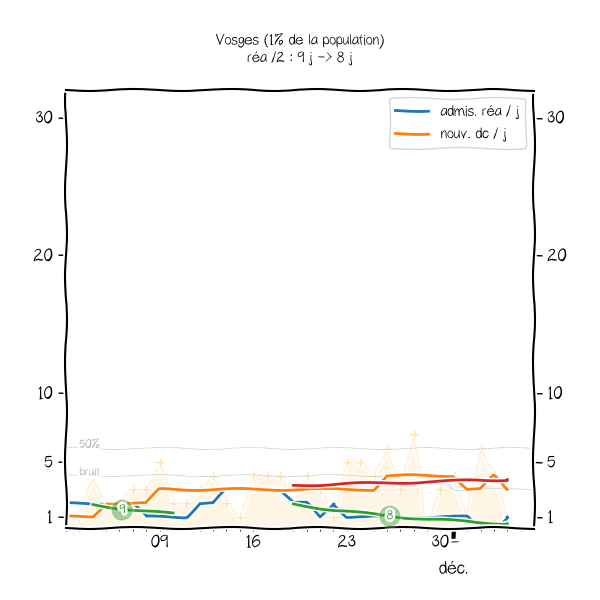 Vosges (1% de la population)
réa /2 : 9 j -> 8 j
admis. réa / j
nouv. dc / j
30 30
20 20
10 10
50%
5 5
bruit
9 8
1 1
09 16 23 30
déc.